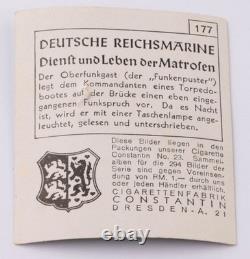 177
DEUTSCHE REICHSMARINE
Dienst und Leben der Matrosen
Der Oberfunkgast (der „Funkenpuster")
legt dem Kommandanten eines Torpedo-
bootes auf der Brücke einen eben einge-
gangenen Funkspruch vor. Da es Nacht
ist, wird er mit einer Taschenlampe ange-
leuchtet, gelesen und unterschrieben.
Diese Bilder liegen in den
Packungen unserer Cigarette
Constantin No. 23. Sammel-
alben für die 294 Bilder der
Serie sind gegen Voreinsen-
dung von RM. 1,— durch uns
oder jeden Händler erhältlich.
CIGARETTENFABRIK
CONSTANTIN
DRESDEN-A. 21